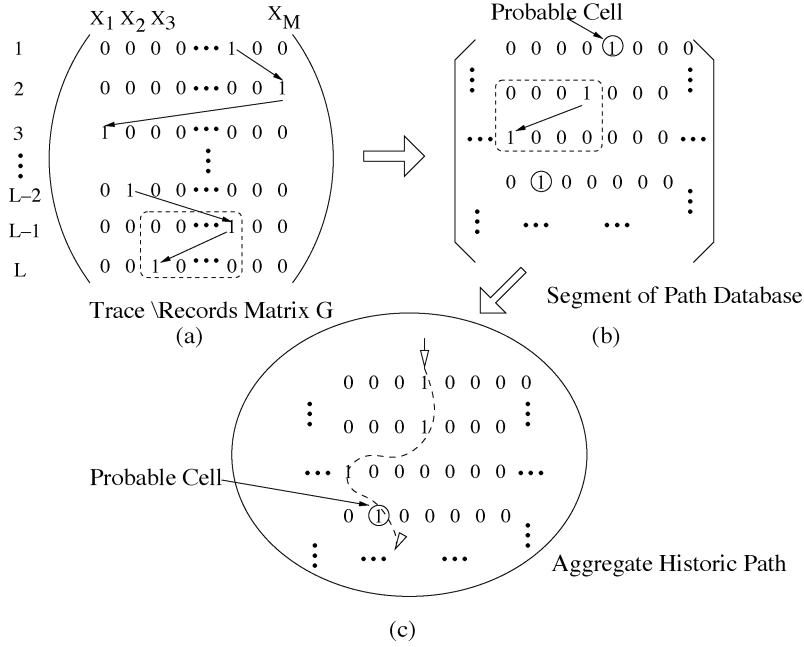 X1 X2 X3 XM
1 0 0 0 0 ••• 1 0 0
2 0 0 0 0 ••• 0 0 1
3 1 0 0 0 ••• 0 0 0
L–2 0 1 0 0 ••• 0 0 0
L–1 0 0 0 0 ••• 1 0 0
L 0 0 1 0 ••• 0 0 0
Trace \Records Matrix G
(a)
Probable Cell
0 0 0 0 1 0 0 0
0 0 0 1 0 0 0
••• 1 0 0 0 0 0 0 •••
0 1 0 0 0 0 0
••• •••
Segment of Path Database
(b)
0 0 0 1 0 0 0 0
0 0 0 1 0 0 0
••• 1 0 0 0 0 0 0 •••
Probable Cell
0 1 0 0 0 0 0
••• •••
Aggregate Historic Path
(c)